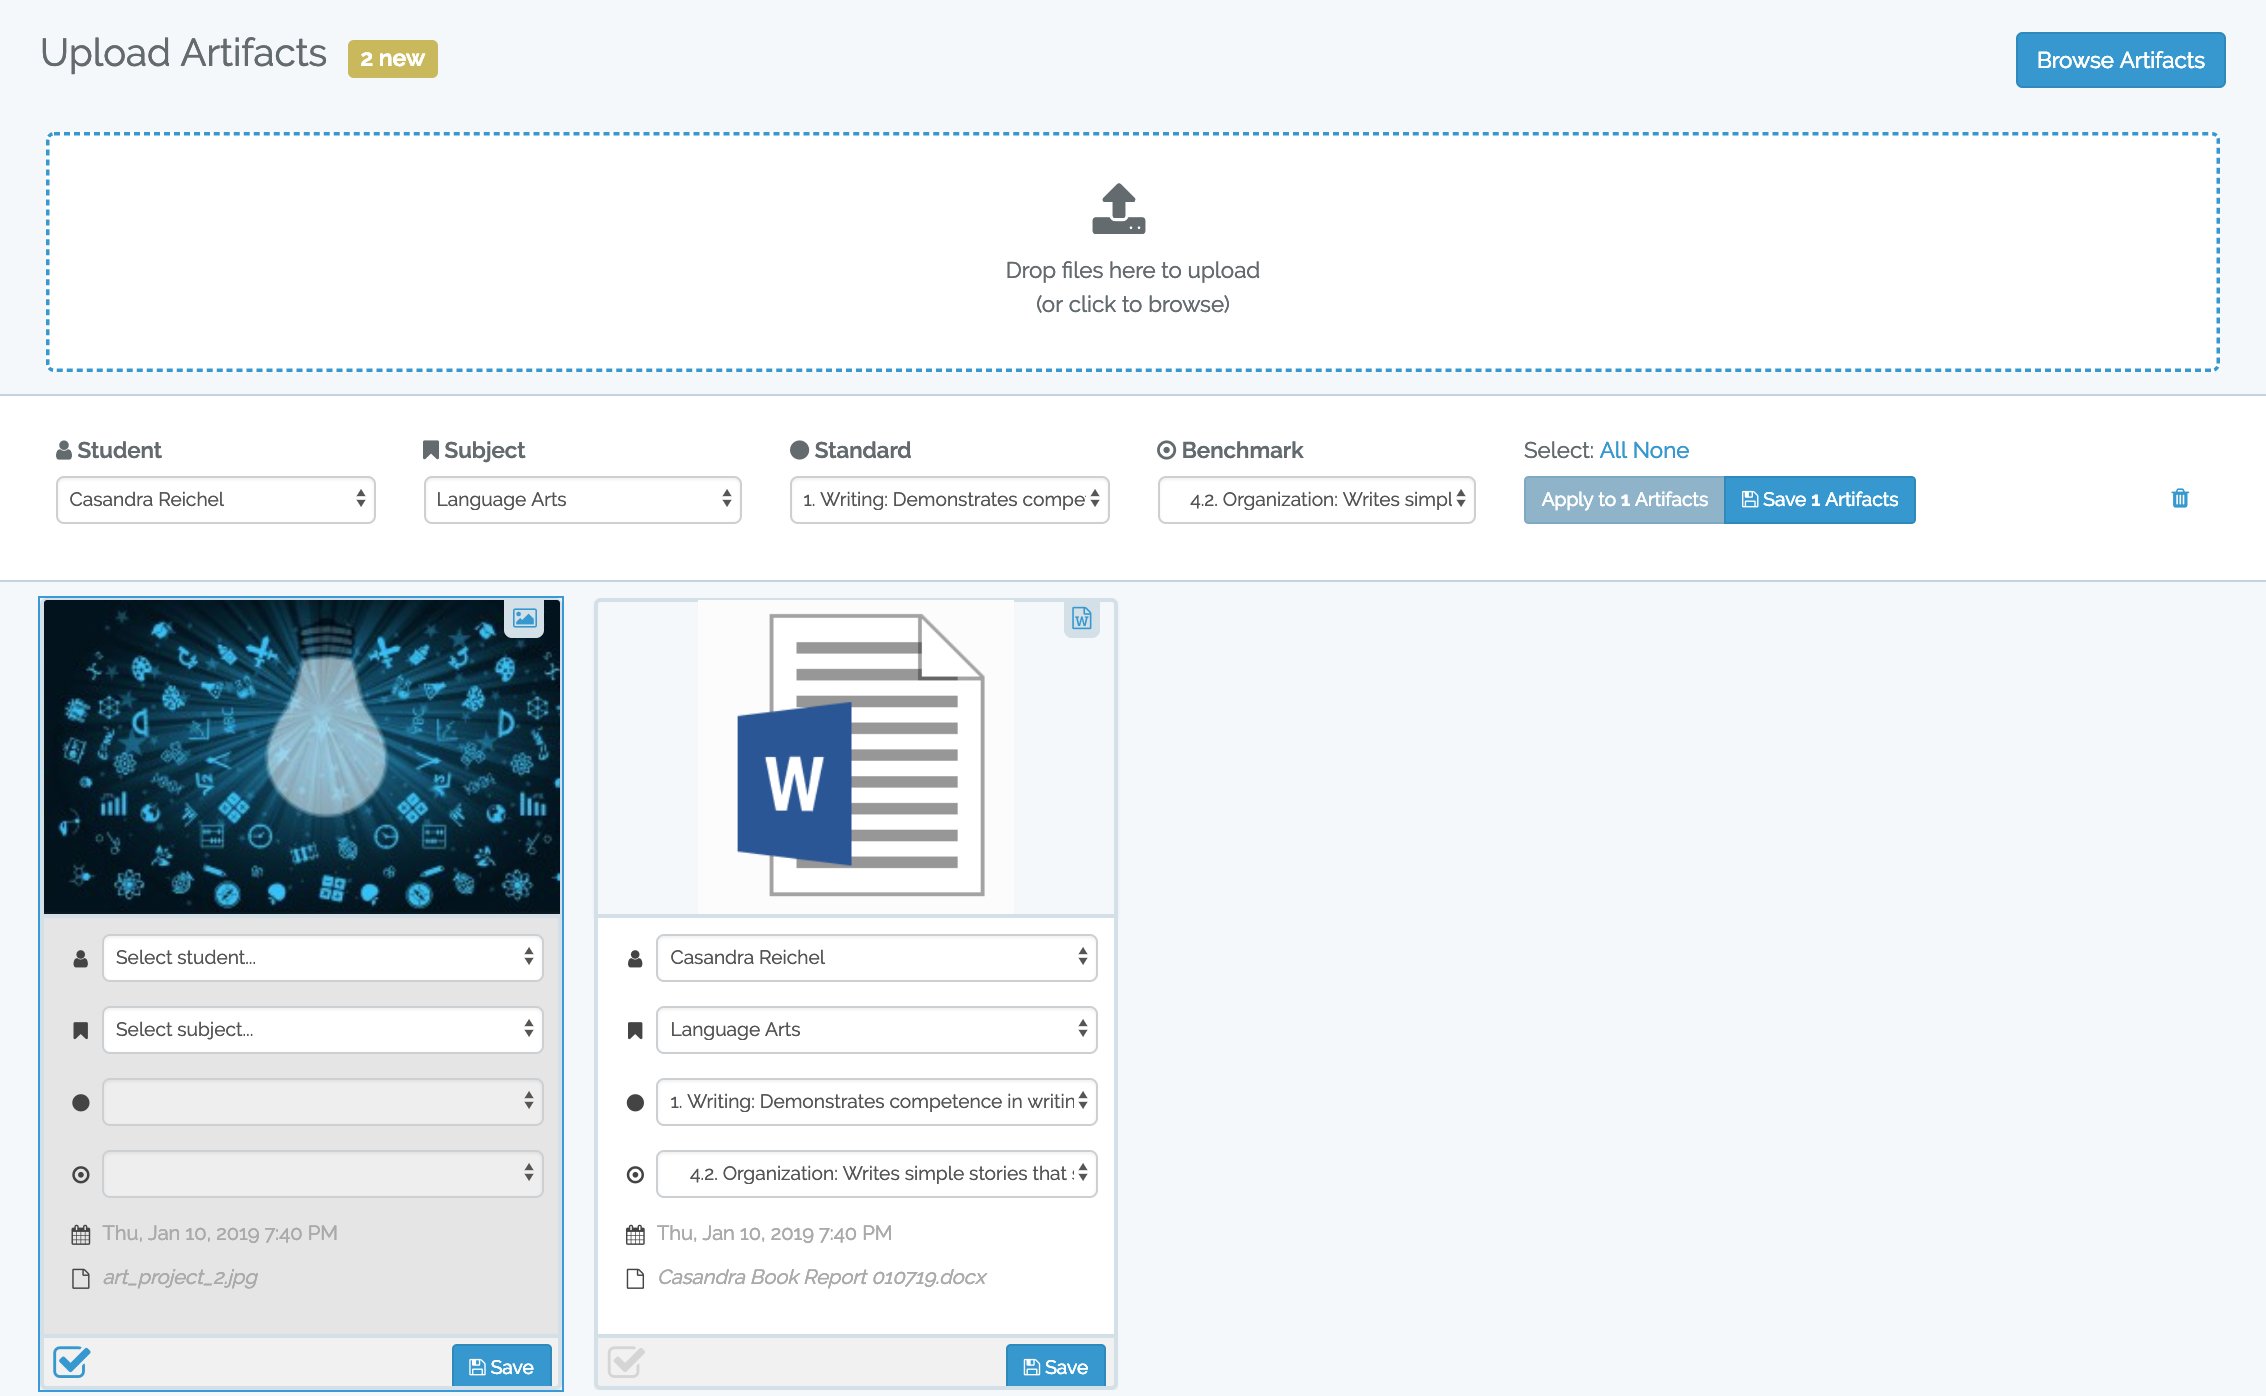 Upload Artifacts 2 new
Browse Artifacts
Drop files here to upload
(or click to browse)
Student
Subject
Standard
Benchmark
Select: All None
Casandra Reichel
Language Arts
1. Writing: Demonstrates compe
4.2. Organization: Writes simpl
Apply to 1 Artifacts
Save 1 Artifacts
Select student...
Select subject...
Thu, Jan 10, 2019 7:40 PM
art_project_2.jpg
Save
W
W
Casandra Reichel
Language Arts
1. Writing: Demonstrates competence in writin
4.2. Organization: Writes simple stories that
Thu, Jan 10, 2019 7:40 PM
Casandra Book Report 010719.docx
Save